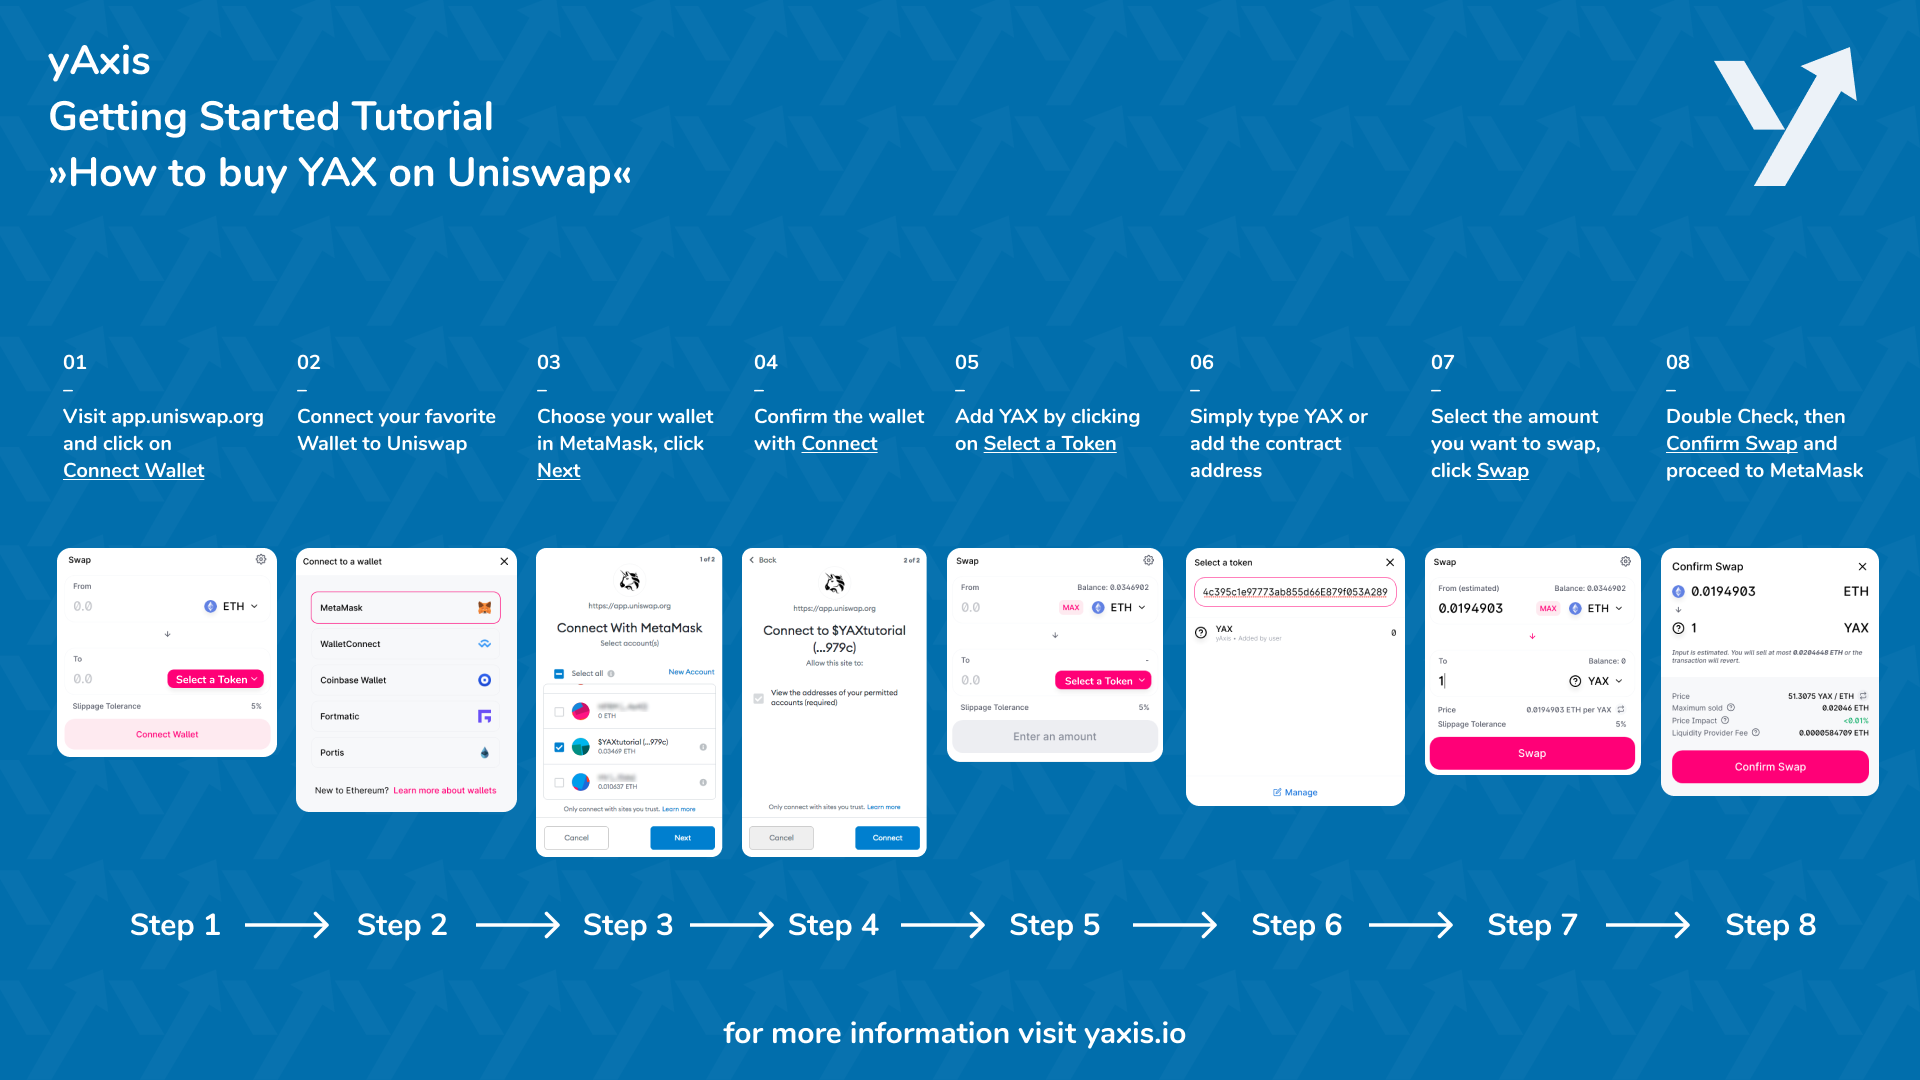 yAxis
Getting Started Tutorial
»How to buy YAX on Uniswap«
01
–
Visit app.uniswap.org
and click on
Connect Wallet
02
–
Connect your favorite
Wallet to Uniswap
03
–
Choose your wallet
in MetaMask, click
Next
04
–
Confirm the wallet
with Connect
05
–
Add YAX by clicking
on Select a Token
06
–
Simply type YAX or
add the contract
address
07
–
Select the amount
you want to swap,
click Swap
08
–
Double Check, then
Confirm Swap and
proceed to MetaMask
Swap
From
0.0 ETH
To
0.0 Select a Token
Slippage Tolerance 5%
Connect Wallet
Connect to a wallet
MetaMask
WalletConnect
Coinbase Wallet
Fortmatic
Portis
New to Ethereum? Learn more about wallets
1 of 2
https://app.uniswap.org
Connect With MetaMask
Select account(s)
Select all New Account
0 ETH
$YAXtutorial (...979c)
0.03469 ETH
0.010637 ETH
Only connect with sites you trust. Learn more
Cancel Next
Back 2 of 2
https://app.uniswap.org
Connect to $YAXtutorial
(...979c)
Allow this site to:
View the addresses of your permitted
accounts (required)
Only connect with sites you trust. Learn more
Cancel Connect
Swap
From Balance: 0.0346902
0.0 MAX ETH
To -
0.0 Select a Token
Slippage Tolerance 5%
Enter an amount
Select a token
4c395c1e97773ab855d66E879f053A289
YAX 0
yAxis • Added by user
Manage
Swap
From (estimated) Balance: 0.0346902
0.0194903 MAX ETH
To Balance: 0
1 YAX
Price 0.0194903 ETH per YAX
Slippage Tolerance 5%
Swap
Confirm Swap
0.0194903 ETH
1 YAX
Input is estimated. You will sell at most 0.0204648 ETH or the
transaction will revert.
Price 51.3075 YAX / ETH
Maximum sold 0.02046 ETH
Price Impact <0.01%
Liquidity Provider Fee 0.0000584709 ETH
Confirm Swap
Step 1
Step 2
Step 3
Step 4
Step 5
Step 6
Step 7
Step 8
for more information visit yaxis.io